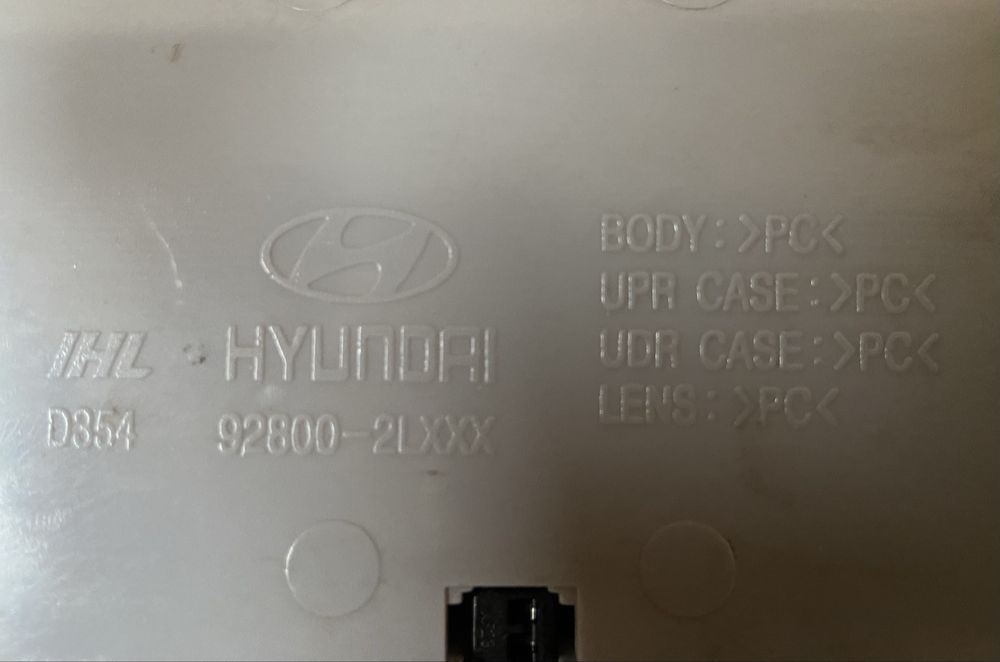 IHL
D354
HYUNDAI
92800-2LXXX
BODY:>PC<
UPR CASE:>PC<
UDR CASE:>PC<
LENS:>PC<